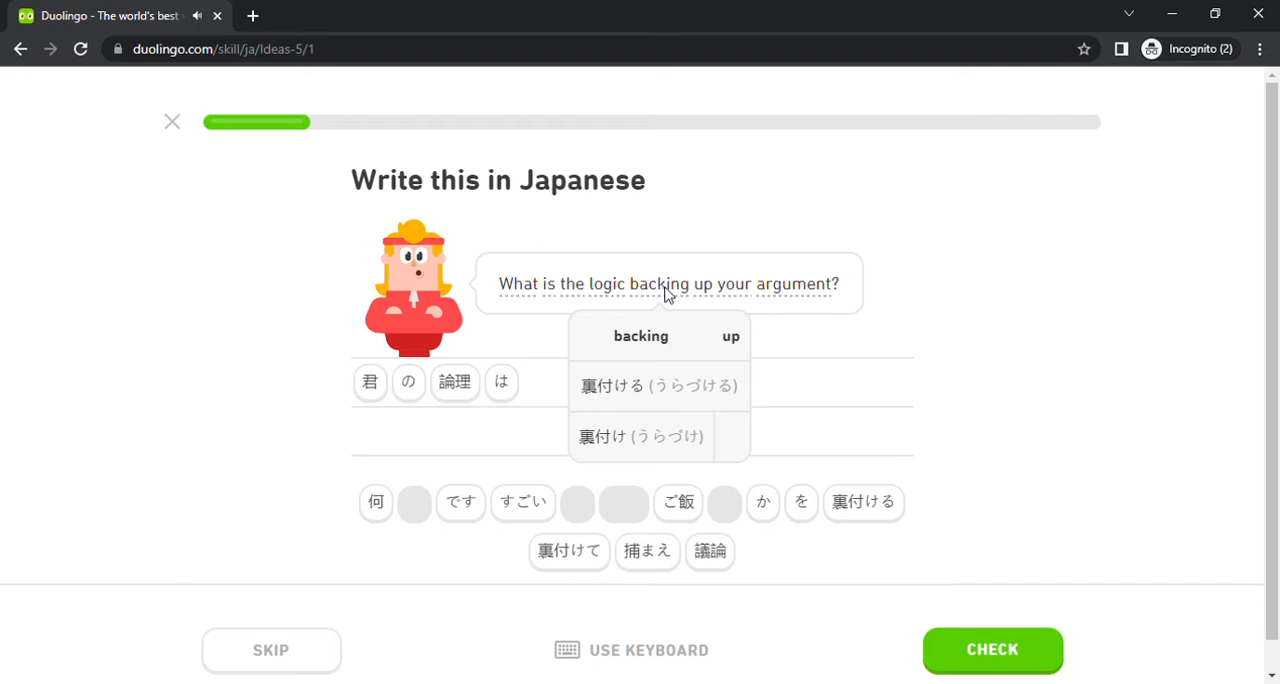 Duolingo - The world's best
duolingo.com/skill/ja/Ideas-5/1
Incognito (2)
Write this in Japanese
What is the logic backing up your argument?
backing up
裏付ける (うらづける)
裏付け (うらづけ)
君 の 論理 は
何 です すごい ご飯 か を 裏付ける
裏付けて 捕まえ 議論
SKIP
USE KEYBOARD
CHECK